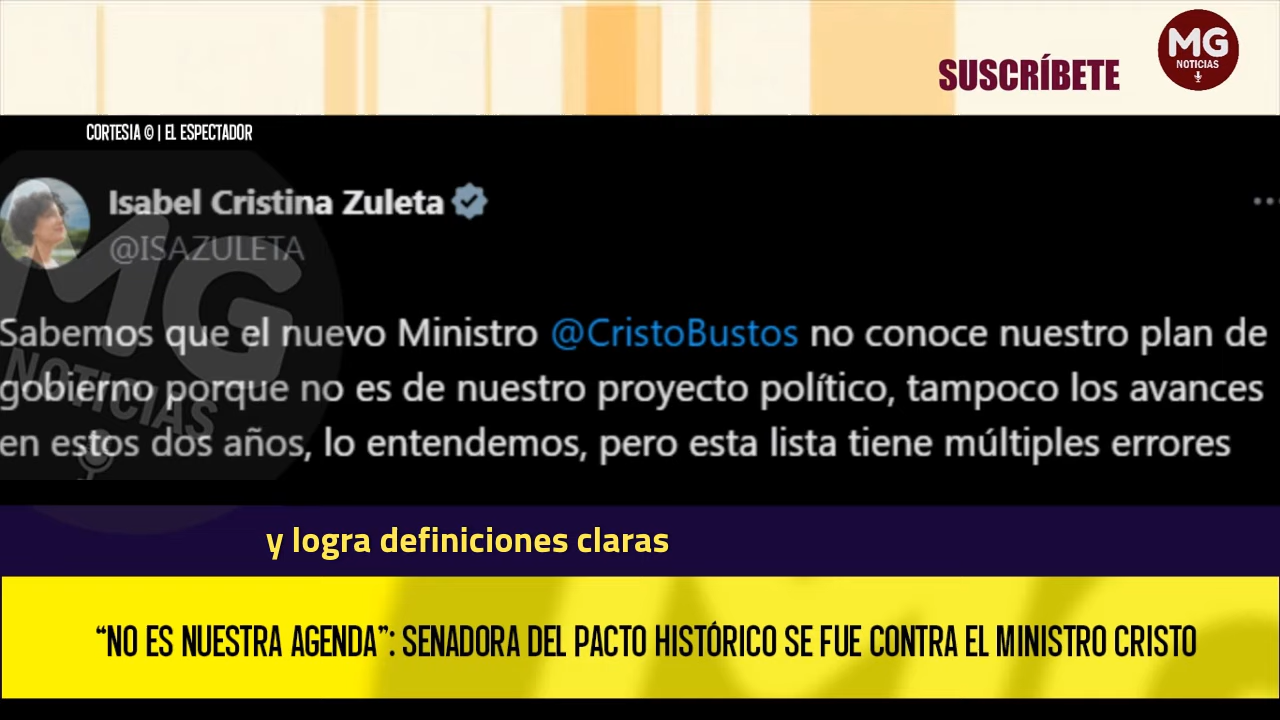 SUSCRÍBETE
MG
NOTICIAS
CORTESIA © | EL ESPECTADOR
Isabel Cristina Zuleta
@ISAZULETA
Sabemos que el nuevo Ministro @CristoBustos no conoce nuestro plan de
gobierno porque no es de nuestro proyecto político, tampoco los avances
en estos dos años, lo entendemos, pero esta lista tiene múltiples errores
MG
NOTICIAS
y logra definiciones claras
“NO ES NUESTRA AGENDA”: SENADORA DEL PACTO HISTÓRICO SE FUE CONTRA EL MINISTRO CRISTO